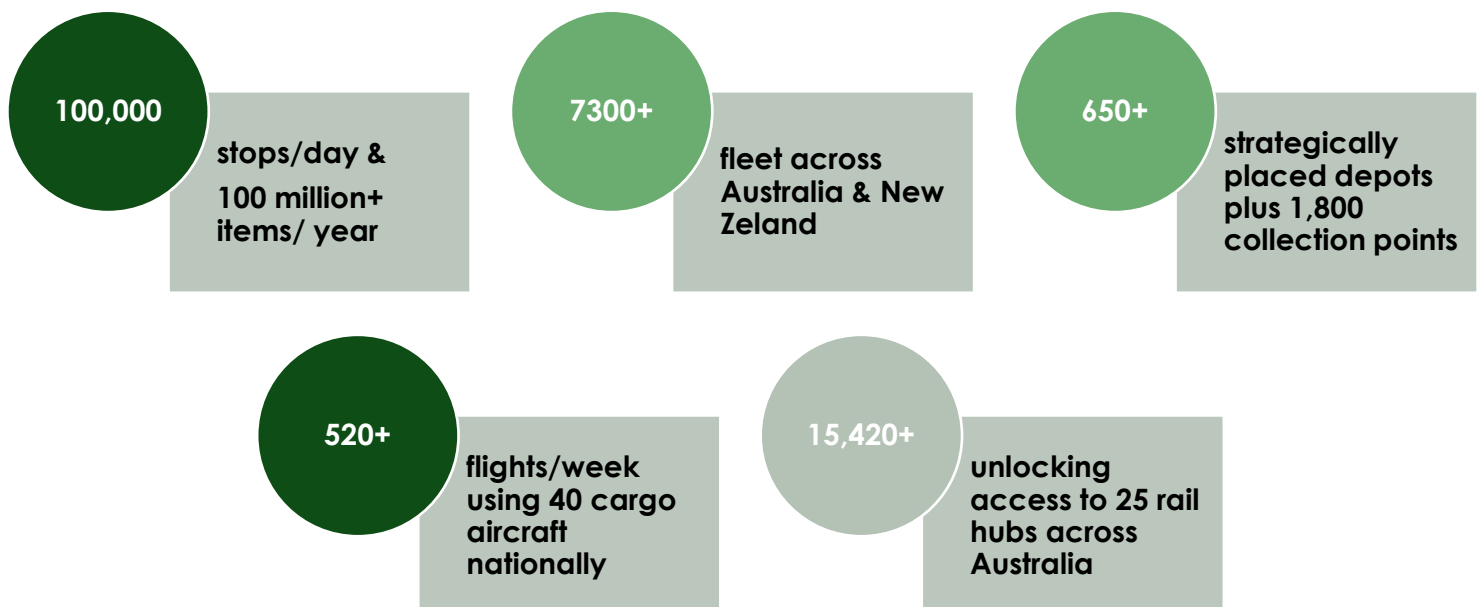 100,000
stops/day &
100 million+
items/ year
7300+
fleet across
Australia & New
Zeland
650+
strategically
placed depots
plus 1,800
collection points
520+
flights/week
using 40 cargo
aircraft
nationally
15,420+
unlocking
access to 25 rail
hubs across
Australia